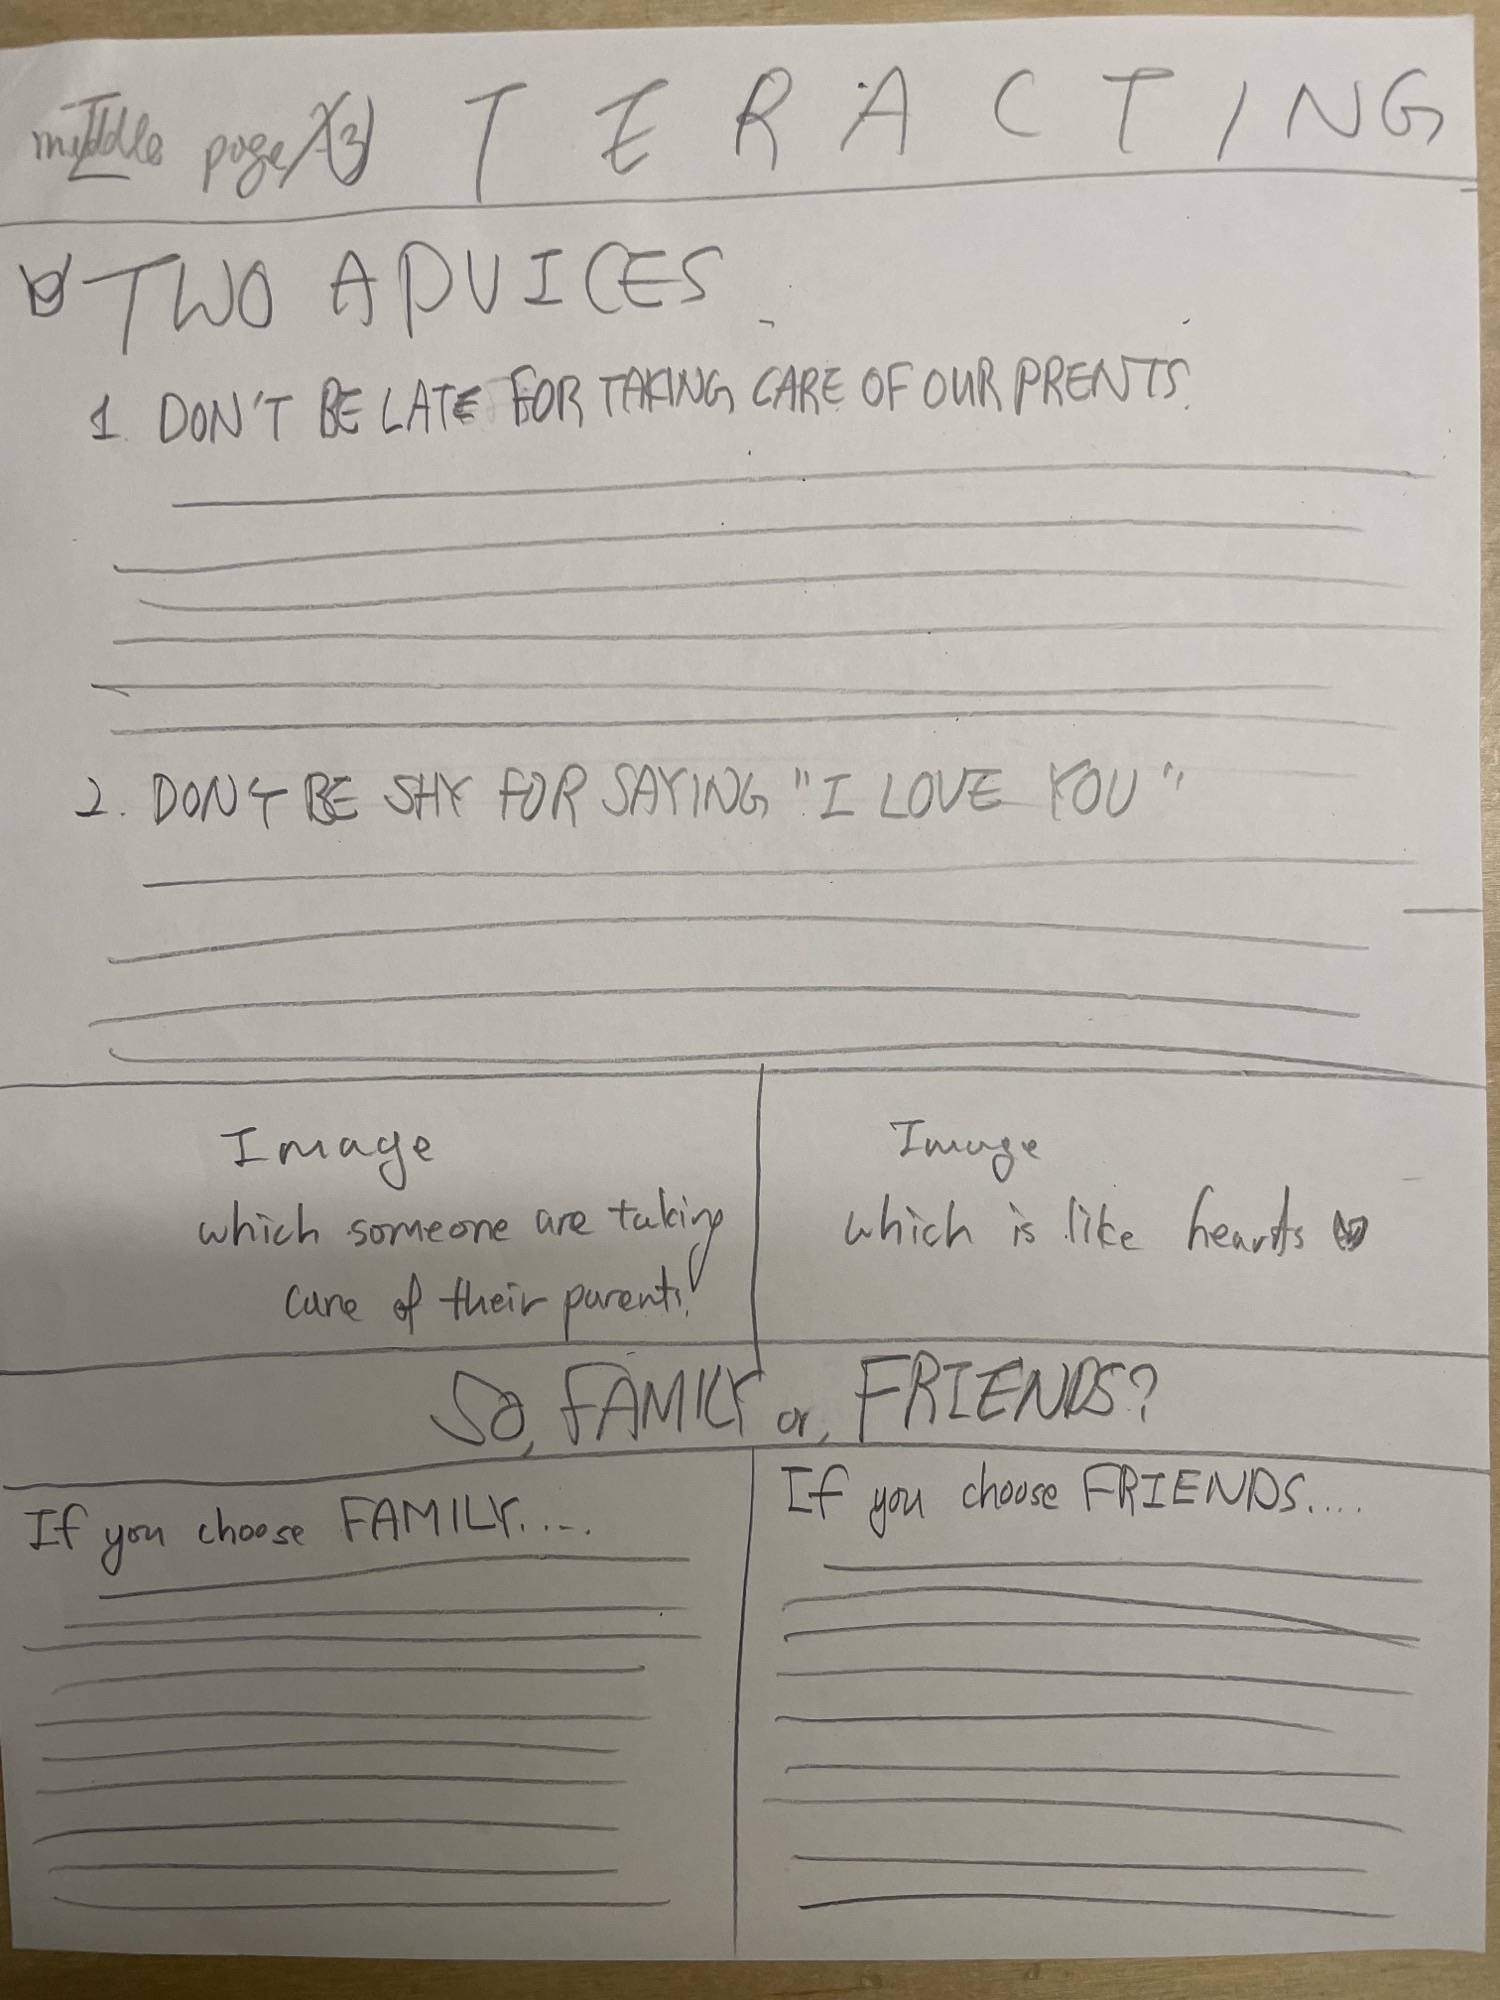 middle page (3) TERACTING
TWO ADVICES
1. DON'T BE LATE FOR TAKING CARE OF OUR PRENTS.
2. DON'T BE SHY FOR SAYING "I LOVE YOU"
Image
which someone are taking
care of their parents!
Image
which is like hearts
So, FAMILY or, FRIENDS?
If you choose FAMILY.....
If you choose FRIENDS....